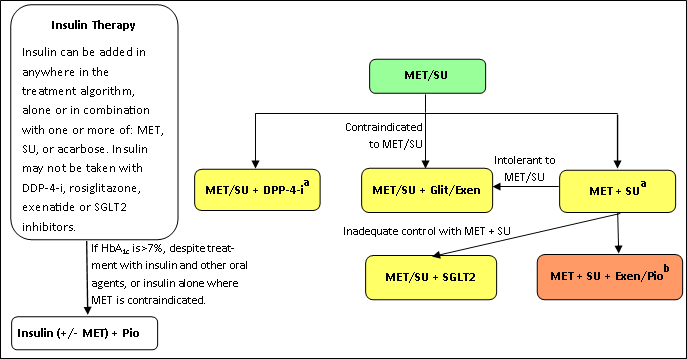 Insulin Therapy
Insulin can be added in
anywhere in the
treatment algorithm,
alone or in combination
with one or more of: MET,
SU, or acarbose. Insulin
may not be taken with
DDP-4-i, rosiglitazone,
exenatide or SGLT2
inhibitors.
If HbA1c is>7%, despite treat-
ment with insulin and other oral
agents, or insulin alone where
MET is contraindicated.
Insulin (+/- MET) + Pio
MET/SU
Contraindicated
to MET/SU
Intolerant to
MET/SU
MET/SU + DPP-4-ia
MET/SU + Glit/Exen
MET + SUa
Inadequate control with MET + SU
MET/SU + SGLT2
MET + SU + Exen/Piob